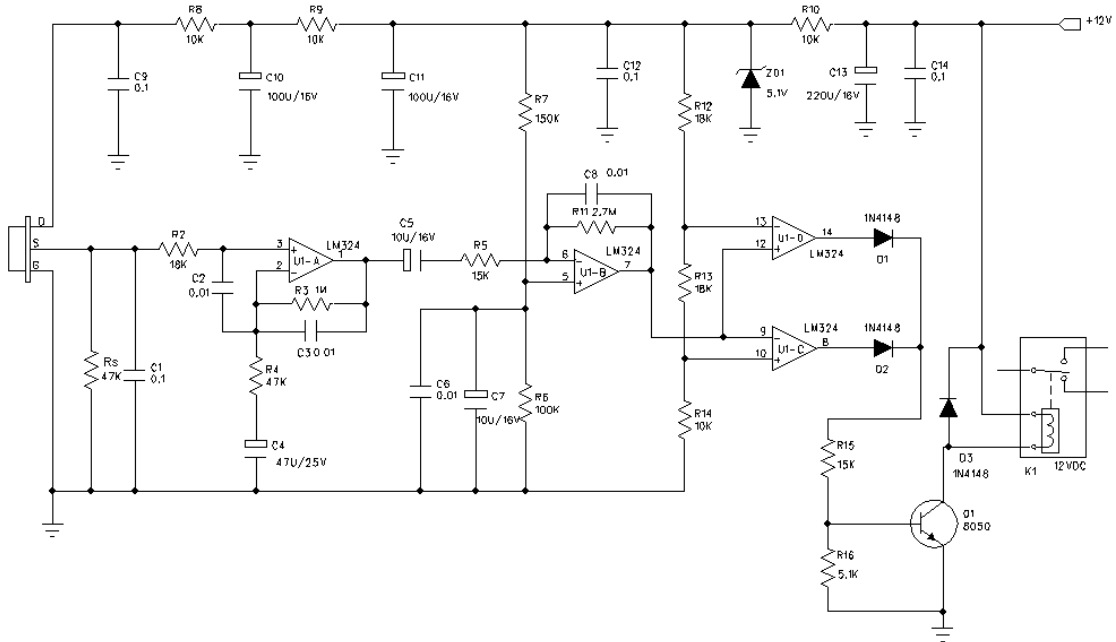 R8
10K
R9
10K
R10
10K
+12V
C9
0.1
C10
100U/16V
C11
100U/16V
C12
0.1
ZD1
5.1V
C13
220U/16V
C14
0.1
R7
150K
R12
18K
D
S
G
R2
18K
C2
0.01
3
2
+
-
U1-A
LM324
1
R3 1M
C3 0.01
C5
10U/16V
R5
15K
C8 0.01
R11 2.7M
6
5
-
+
U1-B
LM324
7
13
12
-
+
U1-D
14
LM324
1N4148
D1
R13
18K
9
10
-
+
U1-C
LM324
8
1N4148
D2
Rs
47K
C1
0.1
R4
47K
C4
47U/25V
C6
0.01
C7
10U/16V
R6
100K
R14
10K
R15
15K
D3
1N4148
K1
12VDC
Q1
8050
R16
5.1K